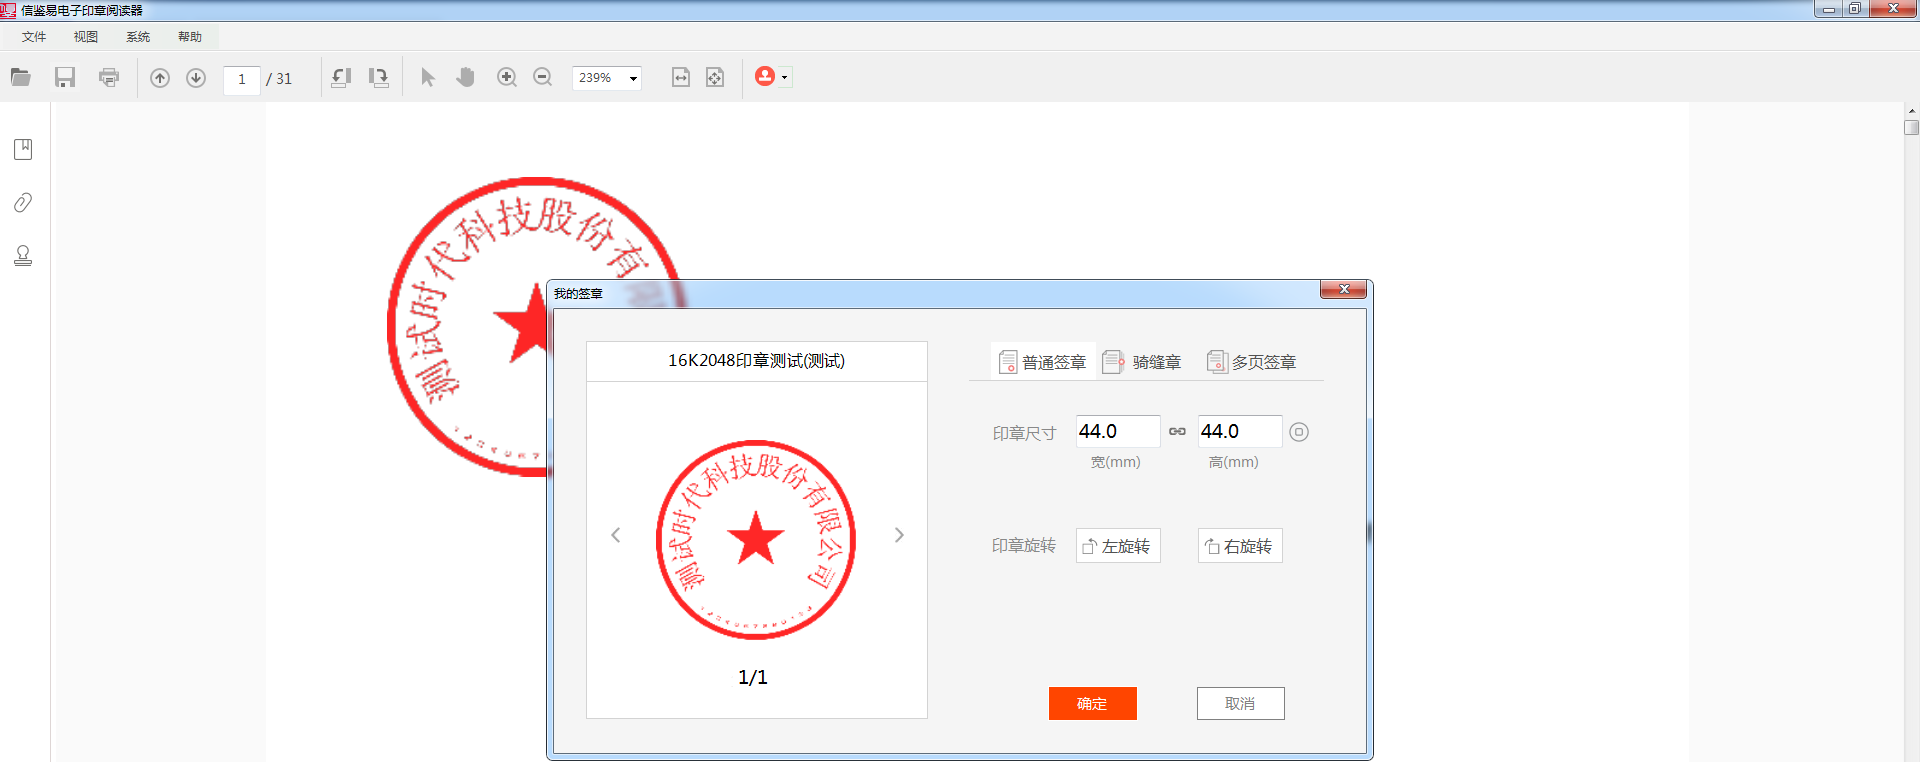 信鉴易电子印章阅读器
文件 视图 系统 帮助
1 / 31 239%
测试时代科技股份有限
我的签章
16K2048印章测试(测试)
测试时代科技股份有限公司
1/1
普通签章 骑缝章 多页签章
印章尺寸 44.0 44.0
宽(mm) 高(mm)
印章旋转 左旋转 右旋转
确定 取消